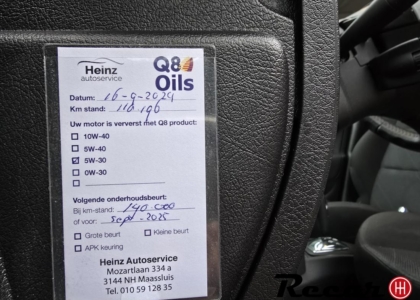 Heinz
autoservice
Q8
Oils
Datum: 16-9-2024
Km stand: 110 196
Uw motor is ververst met Q8 product:
10W-40
5W-40
5W-30
0W-30
Volgende onderhoudsbeurt:
Bij km-stand: 140.000
of voor: Sept-2025
Grote beurt
Kleine beurt
APK keuring
Heinz Autoservice
Mozartlaan 334 a
3144 NH Maassluis
Tel. 010 59 128 35